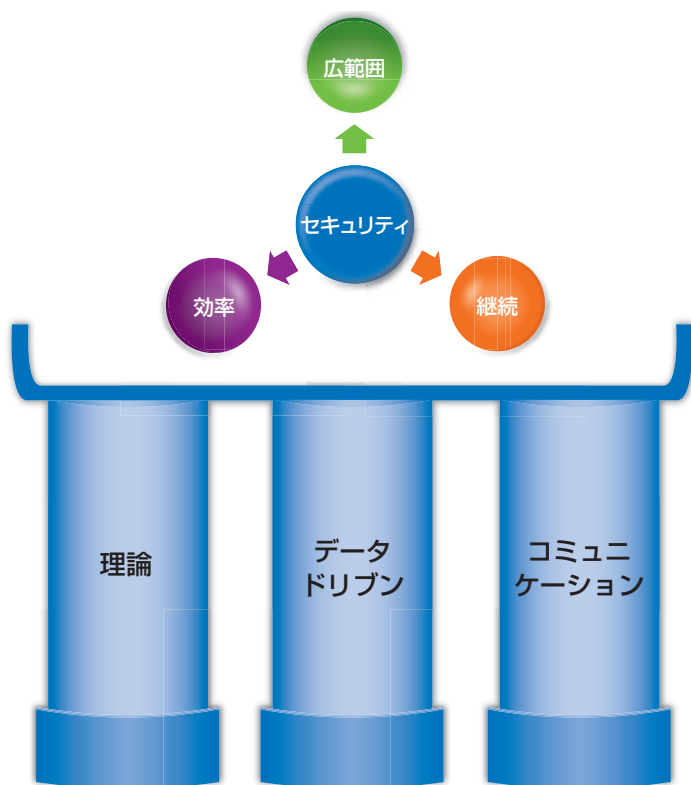 広範囲
セキュリティ
効率
継続
理論
データ
ドリブン
コミュニ
ケーション